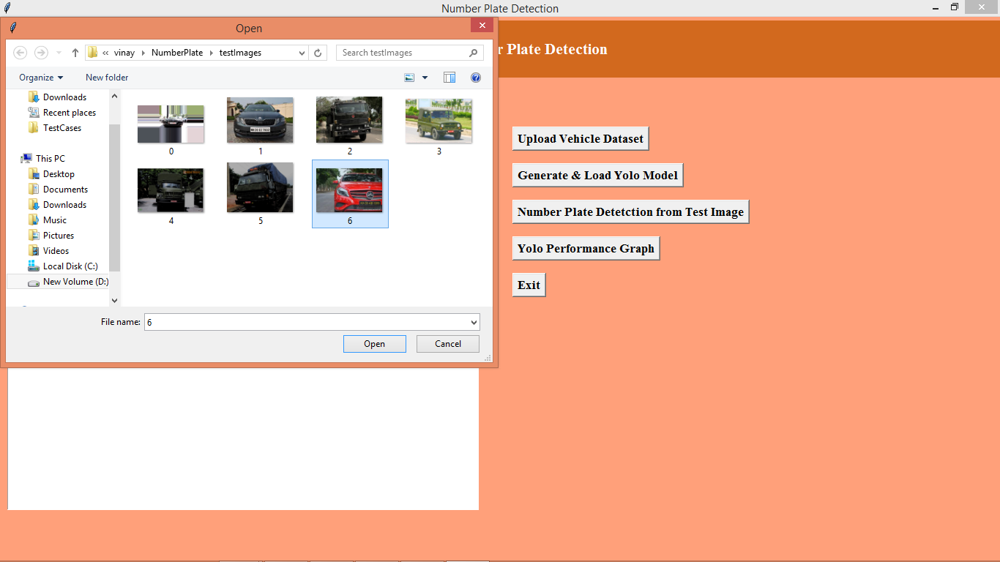 Number Plate Detection
Open
r Plate Detection
« vinay NumberPlate testImages
Search testImages
Organize New folder
Downloads
Recent places
TestCases
This PC
Desktop
Documents
Downloads
Music
Pictures
Videos
Local Disk (C:)
New Volume (D:)
0 1 2 3
4 5 6
File name: 6
Open Cancel
Upload Vehicle Dataset
Generate & Load Yolo Model
Number Plate Detetction from Test Image
Yolo Performance Graph
Exit